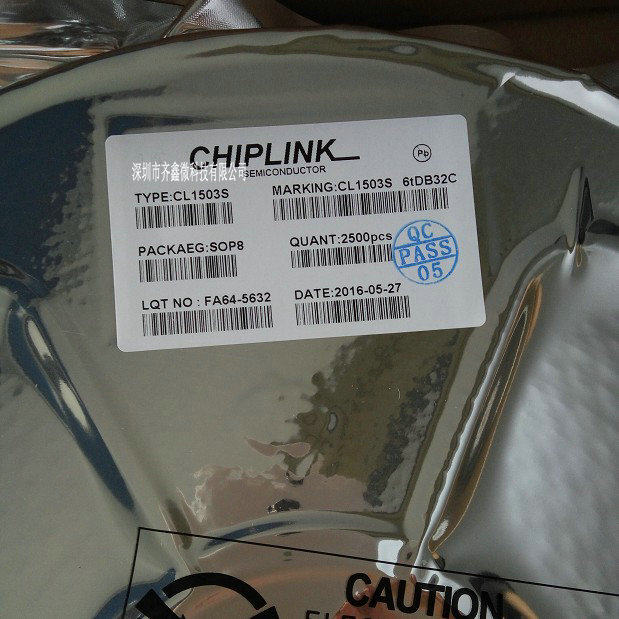 CHIPLINK
SEMICONDUCTOR
深圳市齐鑫微科技有限公司
Pb
TYPE:CL1503S
MARKING:CL1503S 6tDB32C
PACKAEG:SOP8
QUANT:2500pcs
QC
PASS
05
LQT NO : FA64-5632
DATE:2016-05-27
CAUTION